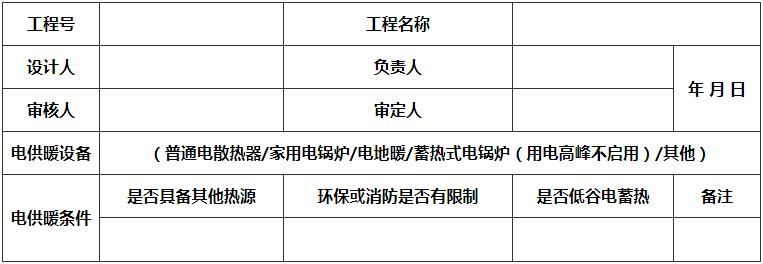 工程号 工程名称
设计人 负责人
年 月 日
审核人 审定人
电供暖设备 （普通电散热器/家用电锅炉/电地暖/蓄热式电锅炉（用电高峰不启用）/其他）
电供暖条件 是否具备其他热源 环保或消防是否有限制 是否低谷电蓄热 备注